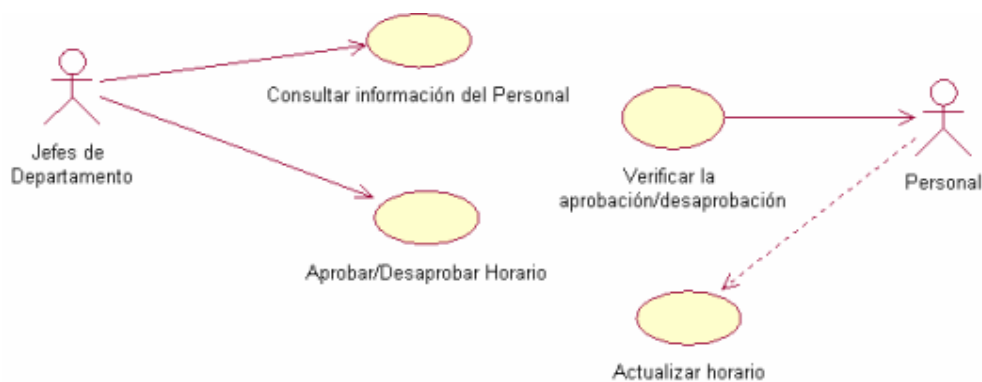 Consultar información del Personal
Jefes de
Departamento
Verificar la
aprobación/desaprobación
Personal
Aprobar/Desaprobar Horario
Actualizar horario